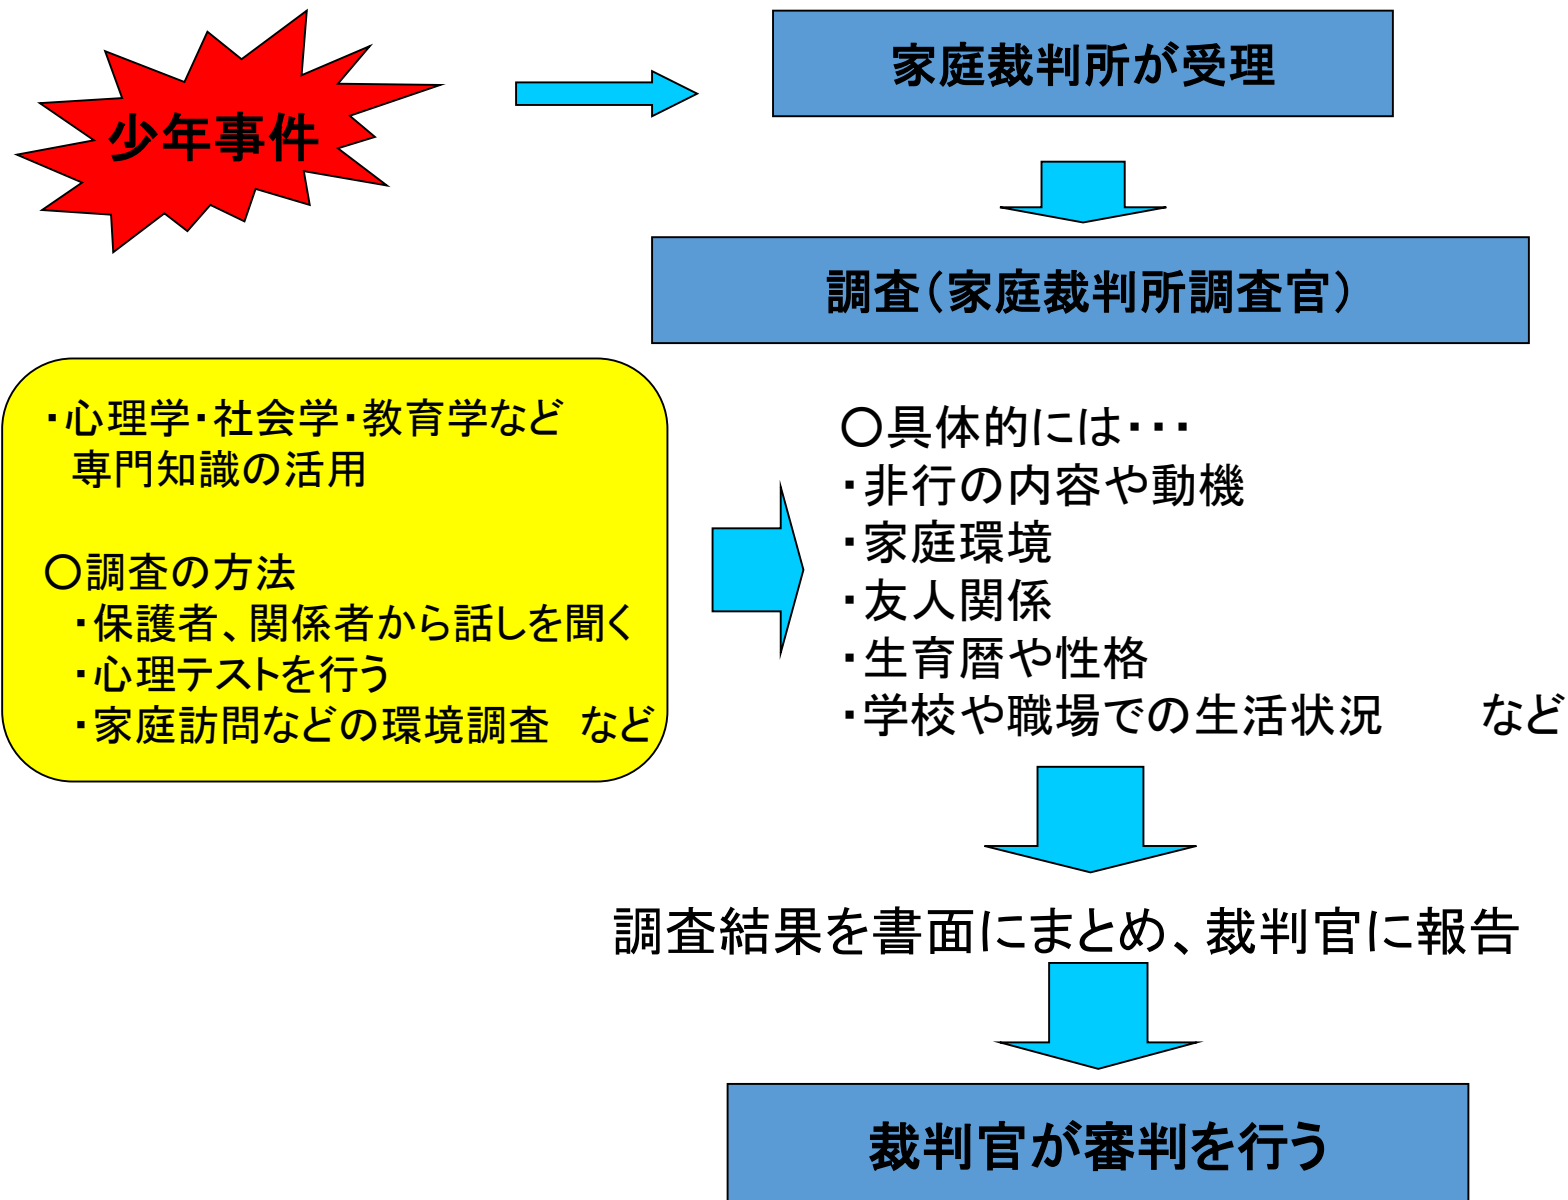 少年事件
家庭裁判所が受理
調査(家庭裁判所調査官)
・心理学・社会学・教育学など
専門知識の活用
〇調査の方法
・保護者、関係者から話しを聞く
・心理テストを行う
・家庭訪問などの環境調査　など
〇具体的には・・・
・非行の内容や動機
・家庭環境
・友人関係
・生育暦や性格
・学校や職場での生活状況　　など
調査結果を書面にまとめ、裁判官に報告
裁判官が審判を行う